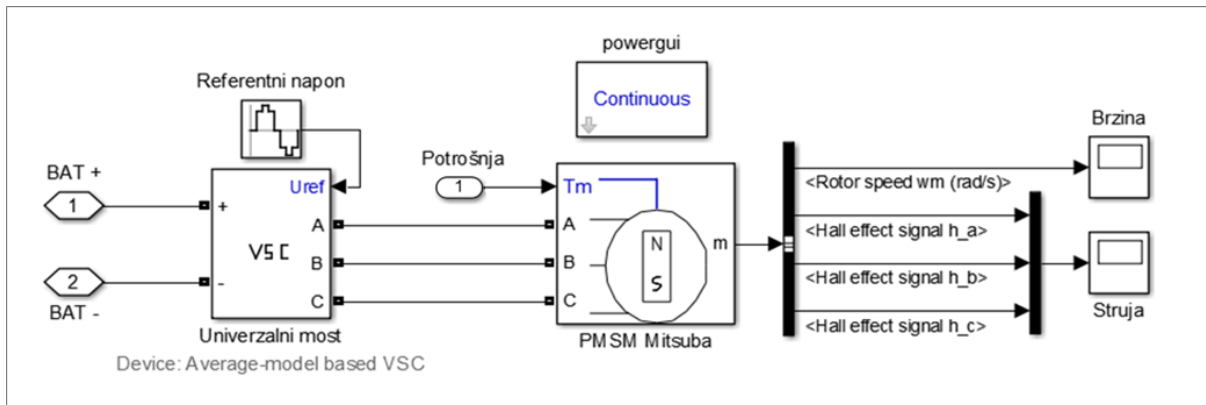 powergui
Continuous
Referentni napon
Brzina
BAT +
1
Uref
+
A
VSC
B
-
C
2
BAT -
Univerzalni most
Device: Average-model based VSC
Potrošnja
1
Tm
A
B
C
N
S
m
PMSM Mitsuba
<Rotor speed wm (rad/s)>
<Hall effect signal h_a>
<Hall effect signal h_b>
<Hall effect signal h_c>
Struja